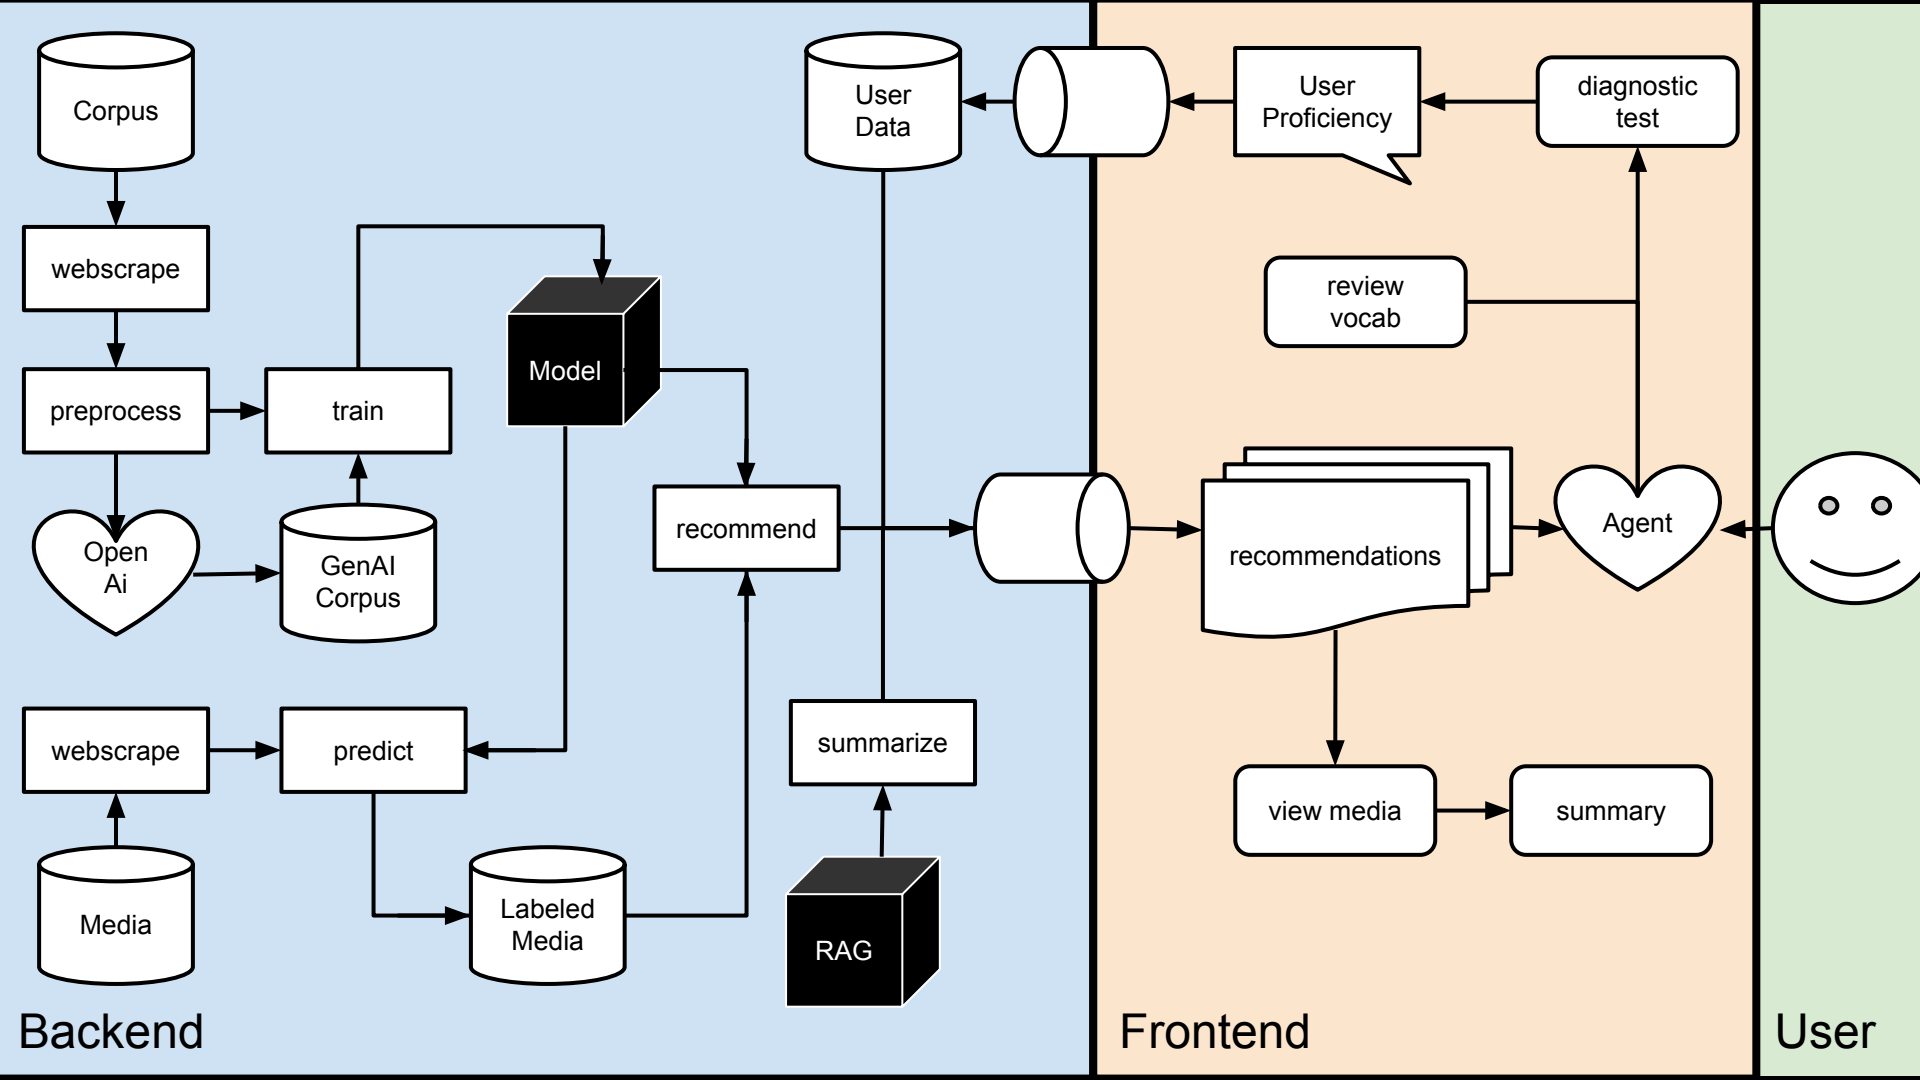 Corpus
User
Data
User
Proficiency
diagnostic
test
webscrape
review
vocab
Model
preprocess
train
recommend
recommendations
Agent
Open
Ai
GenAI
Corpus
webscrape
predict
summarize
view media
summary
Media
Labeled
Media
RAG
Backend
Frontend
User